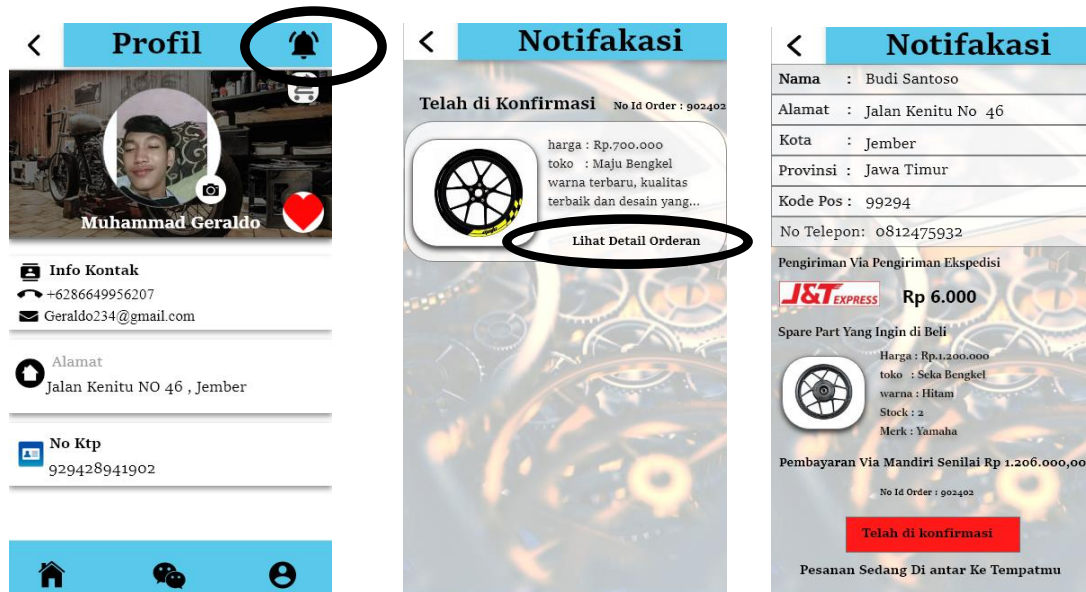 Profil
Muhammad Geraldo
Info Kontak
+6286649956207
Geraldo234@gmail.com
Alamat
Jalan Kenitu NO 46 , Jember
No Ktp
929428941902
Notifakasi
Telah di Konfirmasi No Id Order : 902402
harga : Rp.700.000
toko : Maju Bengkel
warna terbaru, kualitas
terbaik dan desain yang...
Lihat Detail Orderan
Notifakasi
Nama : Budi Santoso
Alamat : Jalan Kenitu No 46
Kota : Jember
Provinsi : Jawa Timur
Kode Pos : 99294
No Telepon: 0812475932
Pengiriman Via Pengiriman Ekspedisi
J&T EXPRESS Rp 6.000
Spare Part Yang Ingin di Beli
Harga : Rp.1.200.000
toko : Seka Bengkel
warna : Hitam
Stock : 2
Merk : Yamaha
Pembayaran Via Mandiri Senilai Rp 1.206.000,00
No Id Order : 902402
Telah di konfirmasi
Pesanan Sedang Di antar Ke Tempatmu